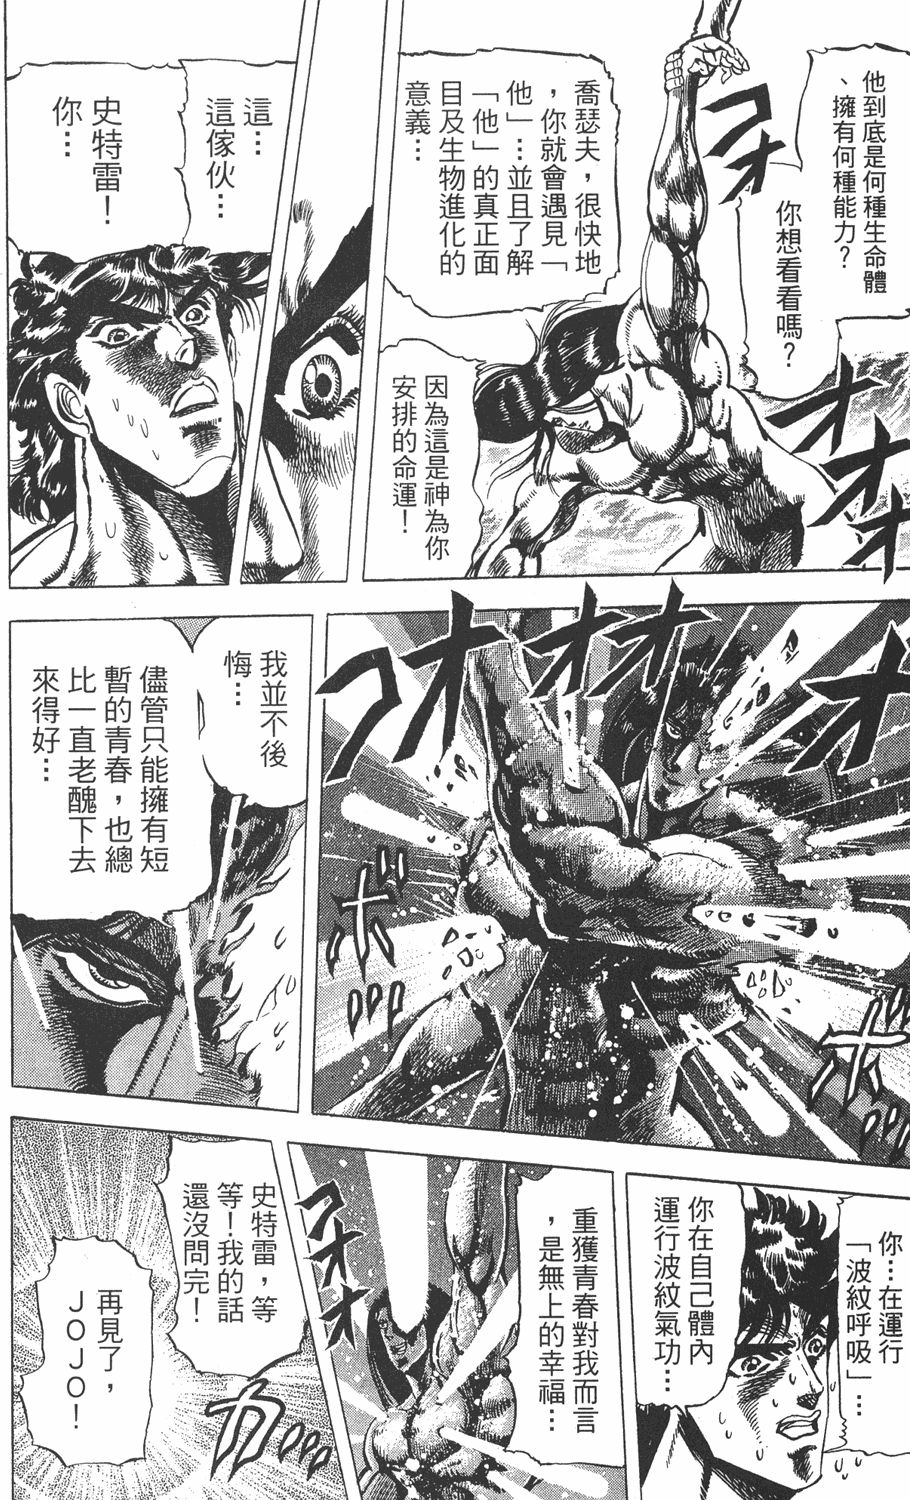 他到底是何種生命體
、擁有何種能力？
你想看看嗎？
喬瑟夫，很快地
，你就會遇見「
他」…並且了解
「他」的真正面
目及生物進化的
意義…
因為這是神為你
安排的命運！
ゴオ
オオオ
這…
這傢伙…
史特雷！
你…
ゴオオオ
ボ
ボ
我並不後
悔…
儘管只能擁有短
暫的青春，也總
比一直老醜下去
來得好…
你…在運行
「波紋呼吸」…
你在自己體內
運行波紋氣功…
重獲青春對我而言
，是無上的幸福…
ゴオオ
史特雷，等
等！我的話
還沒問完！
カ
再見了，
ＪＯＪＯ！